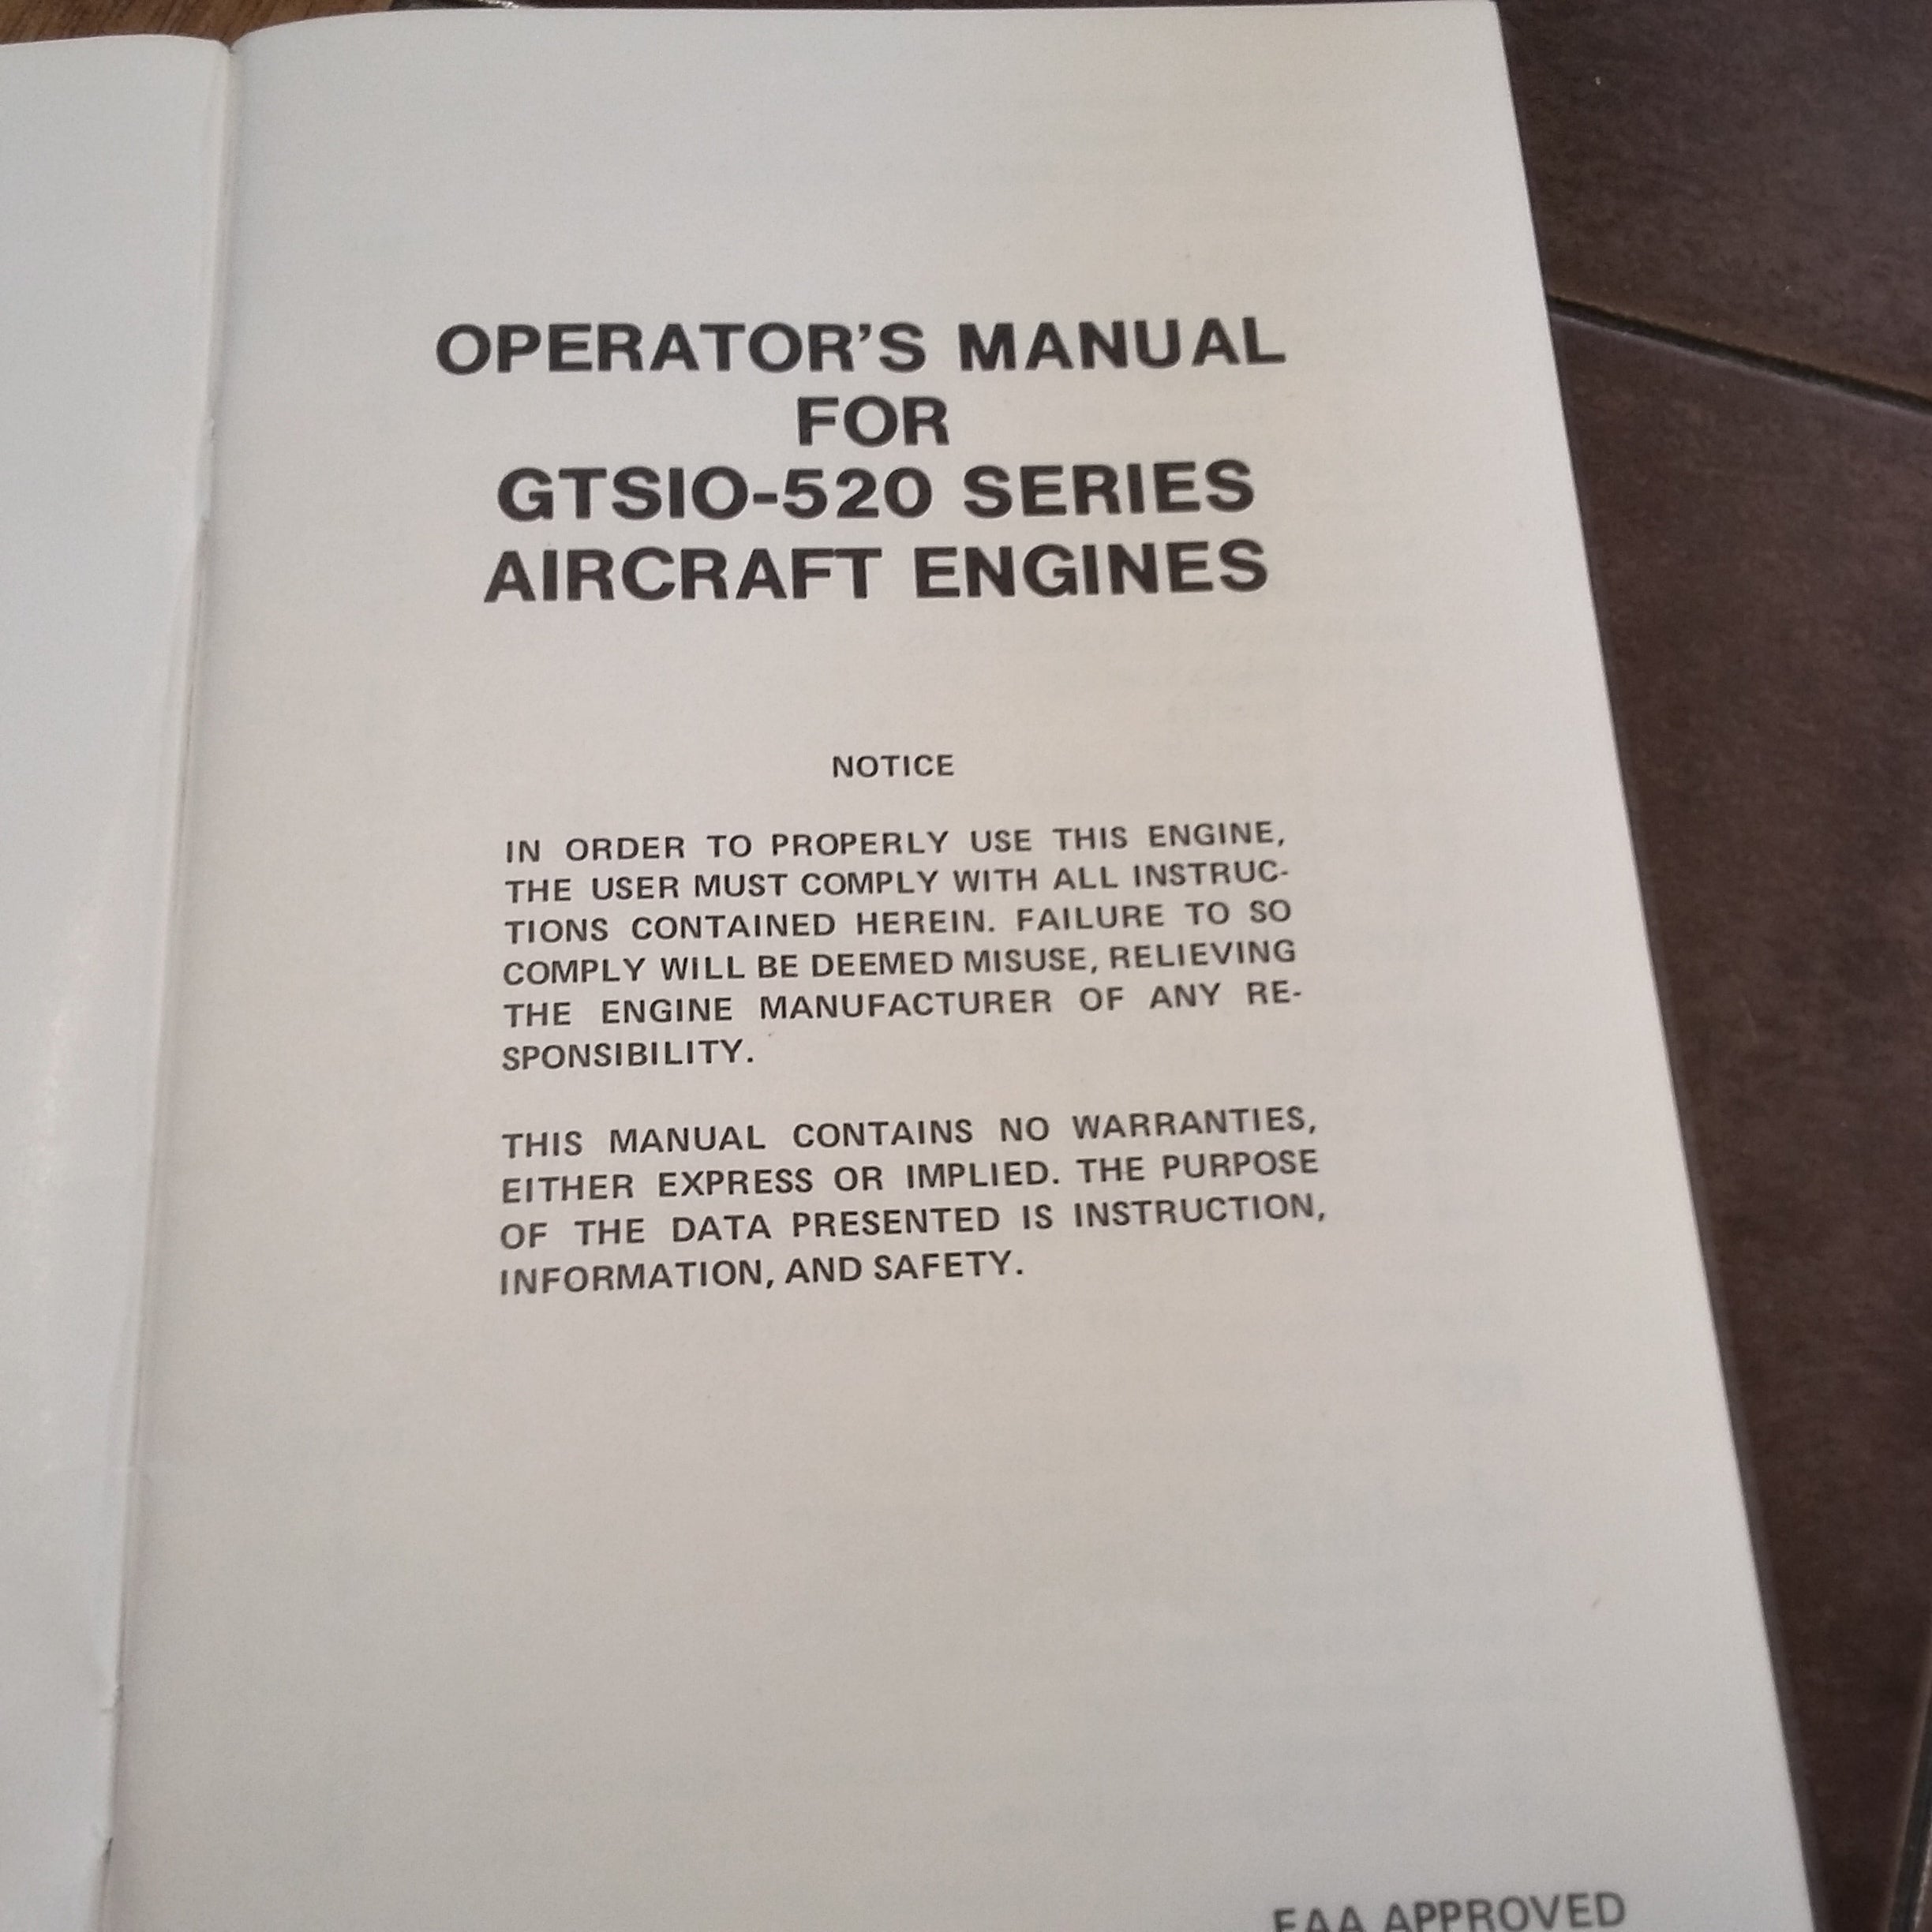 OPERATOR'S MANUAL
FOR
GTSIO-520 SERIES
AIRCRAFT ENGINES
NOTICE
IN ORDER TO PROPERLY USE THIS ENGINE,
THE USER MUST COMPLY WITH ALL INSTRUC-
TIONS CONTAINED HEREIN. FAILURE TO SO
COMPLY WILL BE DEEMED MISUSE, RELIEVING
THE ENGINE MANUFACTURER OF ANY RE-
SPONSIBILITY.
THIS MANUAL CONTAINS NO WARRANTIES,
EITHER EXPRESS OR IMPLIED. THE PURPOSE
OF THE DATA PRESENTED IS INSTRUCTION,
INFORMATION, AND SAFETY.
FAA APPROVED